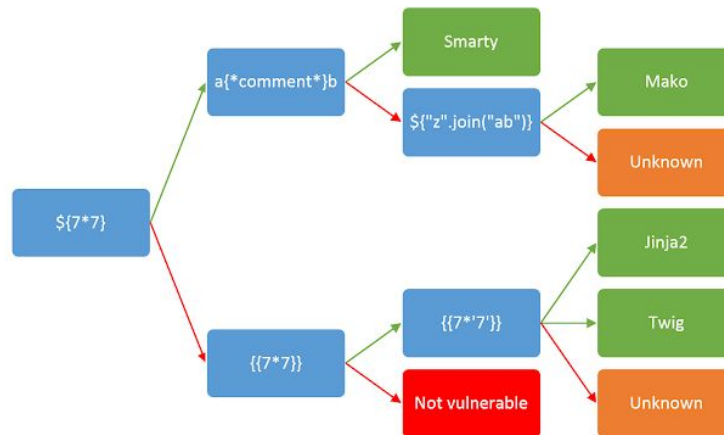 Smarty
a{*comment*}b
Mako
${"z".join("ab")}
Unknown
${7*7}
Jinja2
{{7*'7'}}
Twig
{{7*7}}
Not vulnerable
Unknown